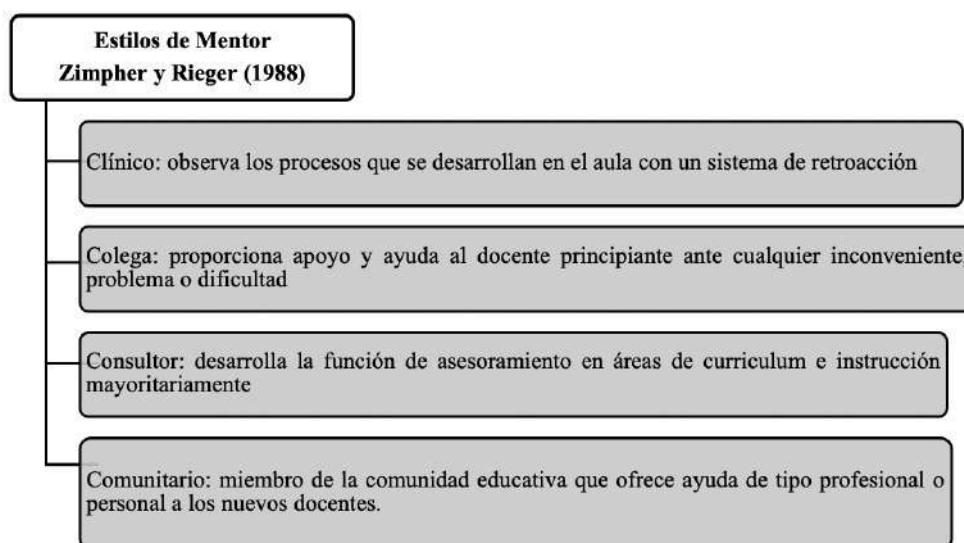 Estilos de Mentor
Zimpher y Rieger (1988)
Clínico: observa los procesos que se desarrollan en el aula con un sistema de retroacción
Colega: proporciona apoyo y ayuda al docente principiante ante cualquier inconveniente,
problema o dificultad
Consultor: desarrolla la función de asesoramiento en áreas de curriculum e instrucción
mayoritariamente
Comunitario: miembro de la comunidad educativa que ofrece ayuda de tipo profesional o
personal a los nuevos docentes.